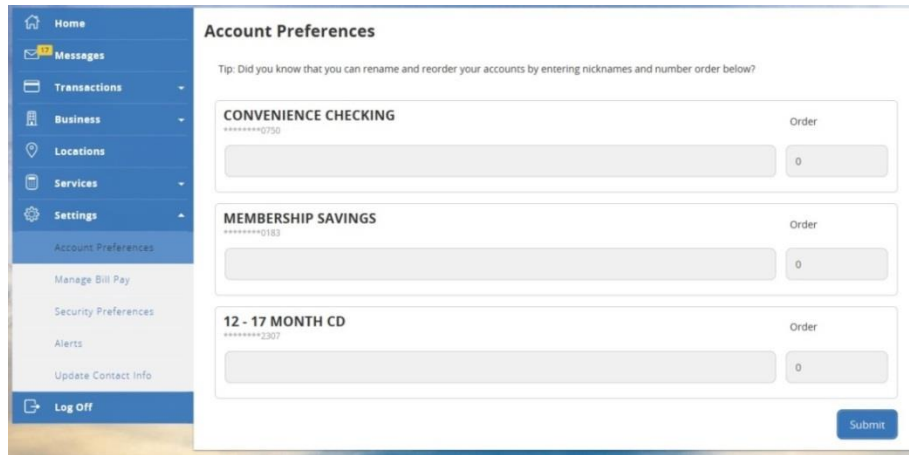 Home
17
Messages
Transactions
Business
Locations
Services
Settings
Account Preferences
Manage Bill Pay
Security Preferences
Alerts
Update Contact Info
Log Off
Account Preferences
Tip: Did you know that you can rename and reorder your accounts by entering nicknames and number order below?
CONVENIENCE CHECKING
********0750
Order
0
MEMBERSHIP SAVINGS
********0183
Order
0
12 - 17 MONTH CD
********2307
Order
0
Submit